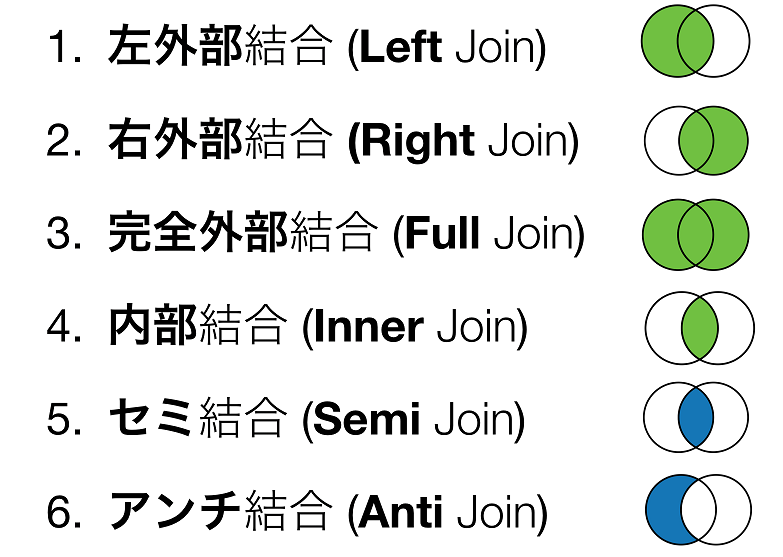 1. 左外部結合 (Left Join)
2. 右外部結合 (Right Join)
3. 完全外部結合 (Full Join)
4. 内部結合 (Inner Join)
5. セミ結合 (Semi Join)
6. アンチ結合 (Anti Join)